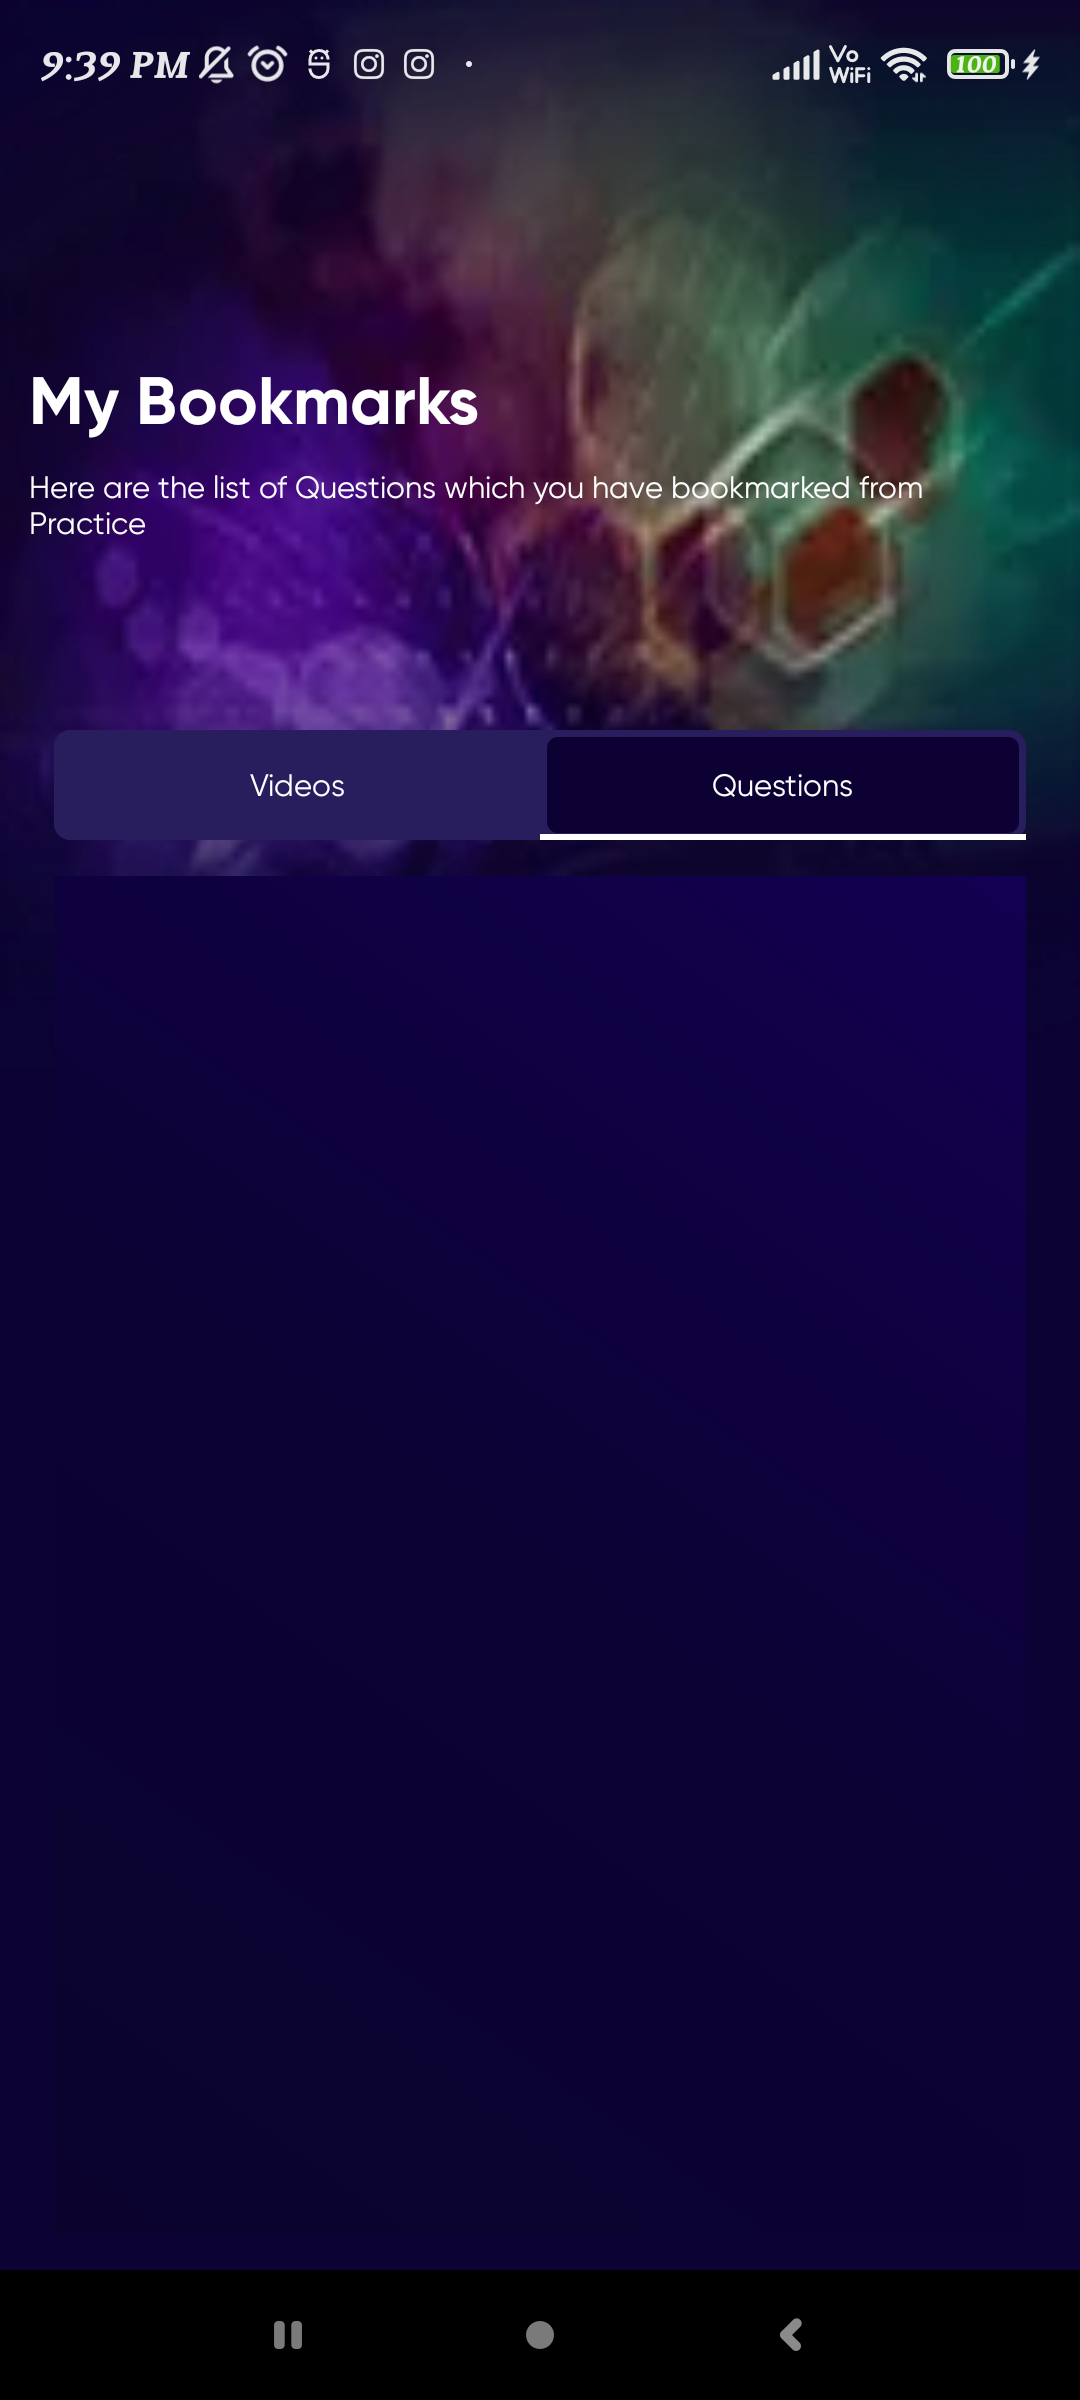 9:39 PM
Vo
WiFi
100
My Bookmarks
Here are the list of Questions which you have bookmarked from
Practice
Videos
Questions